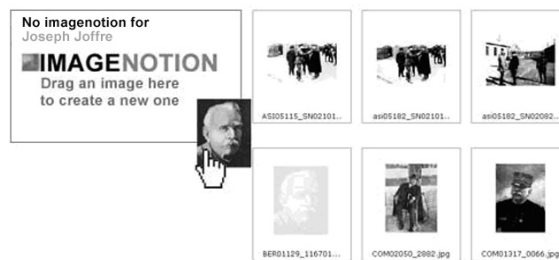 No imagenotion for
Joseph Joffre
IMAGENOTION
Drag an image here
to create a new one
ASI05115_SN02101...
asi05182_SN02101...
asi05182_SN02082...
BER01129_116701...
COM02050_2882.jpg
COM01317_0066.jpg